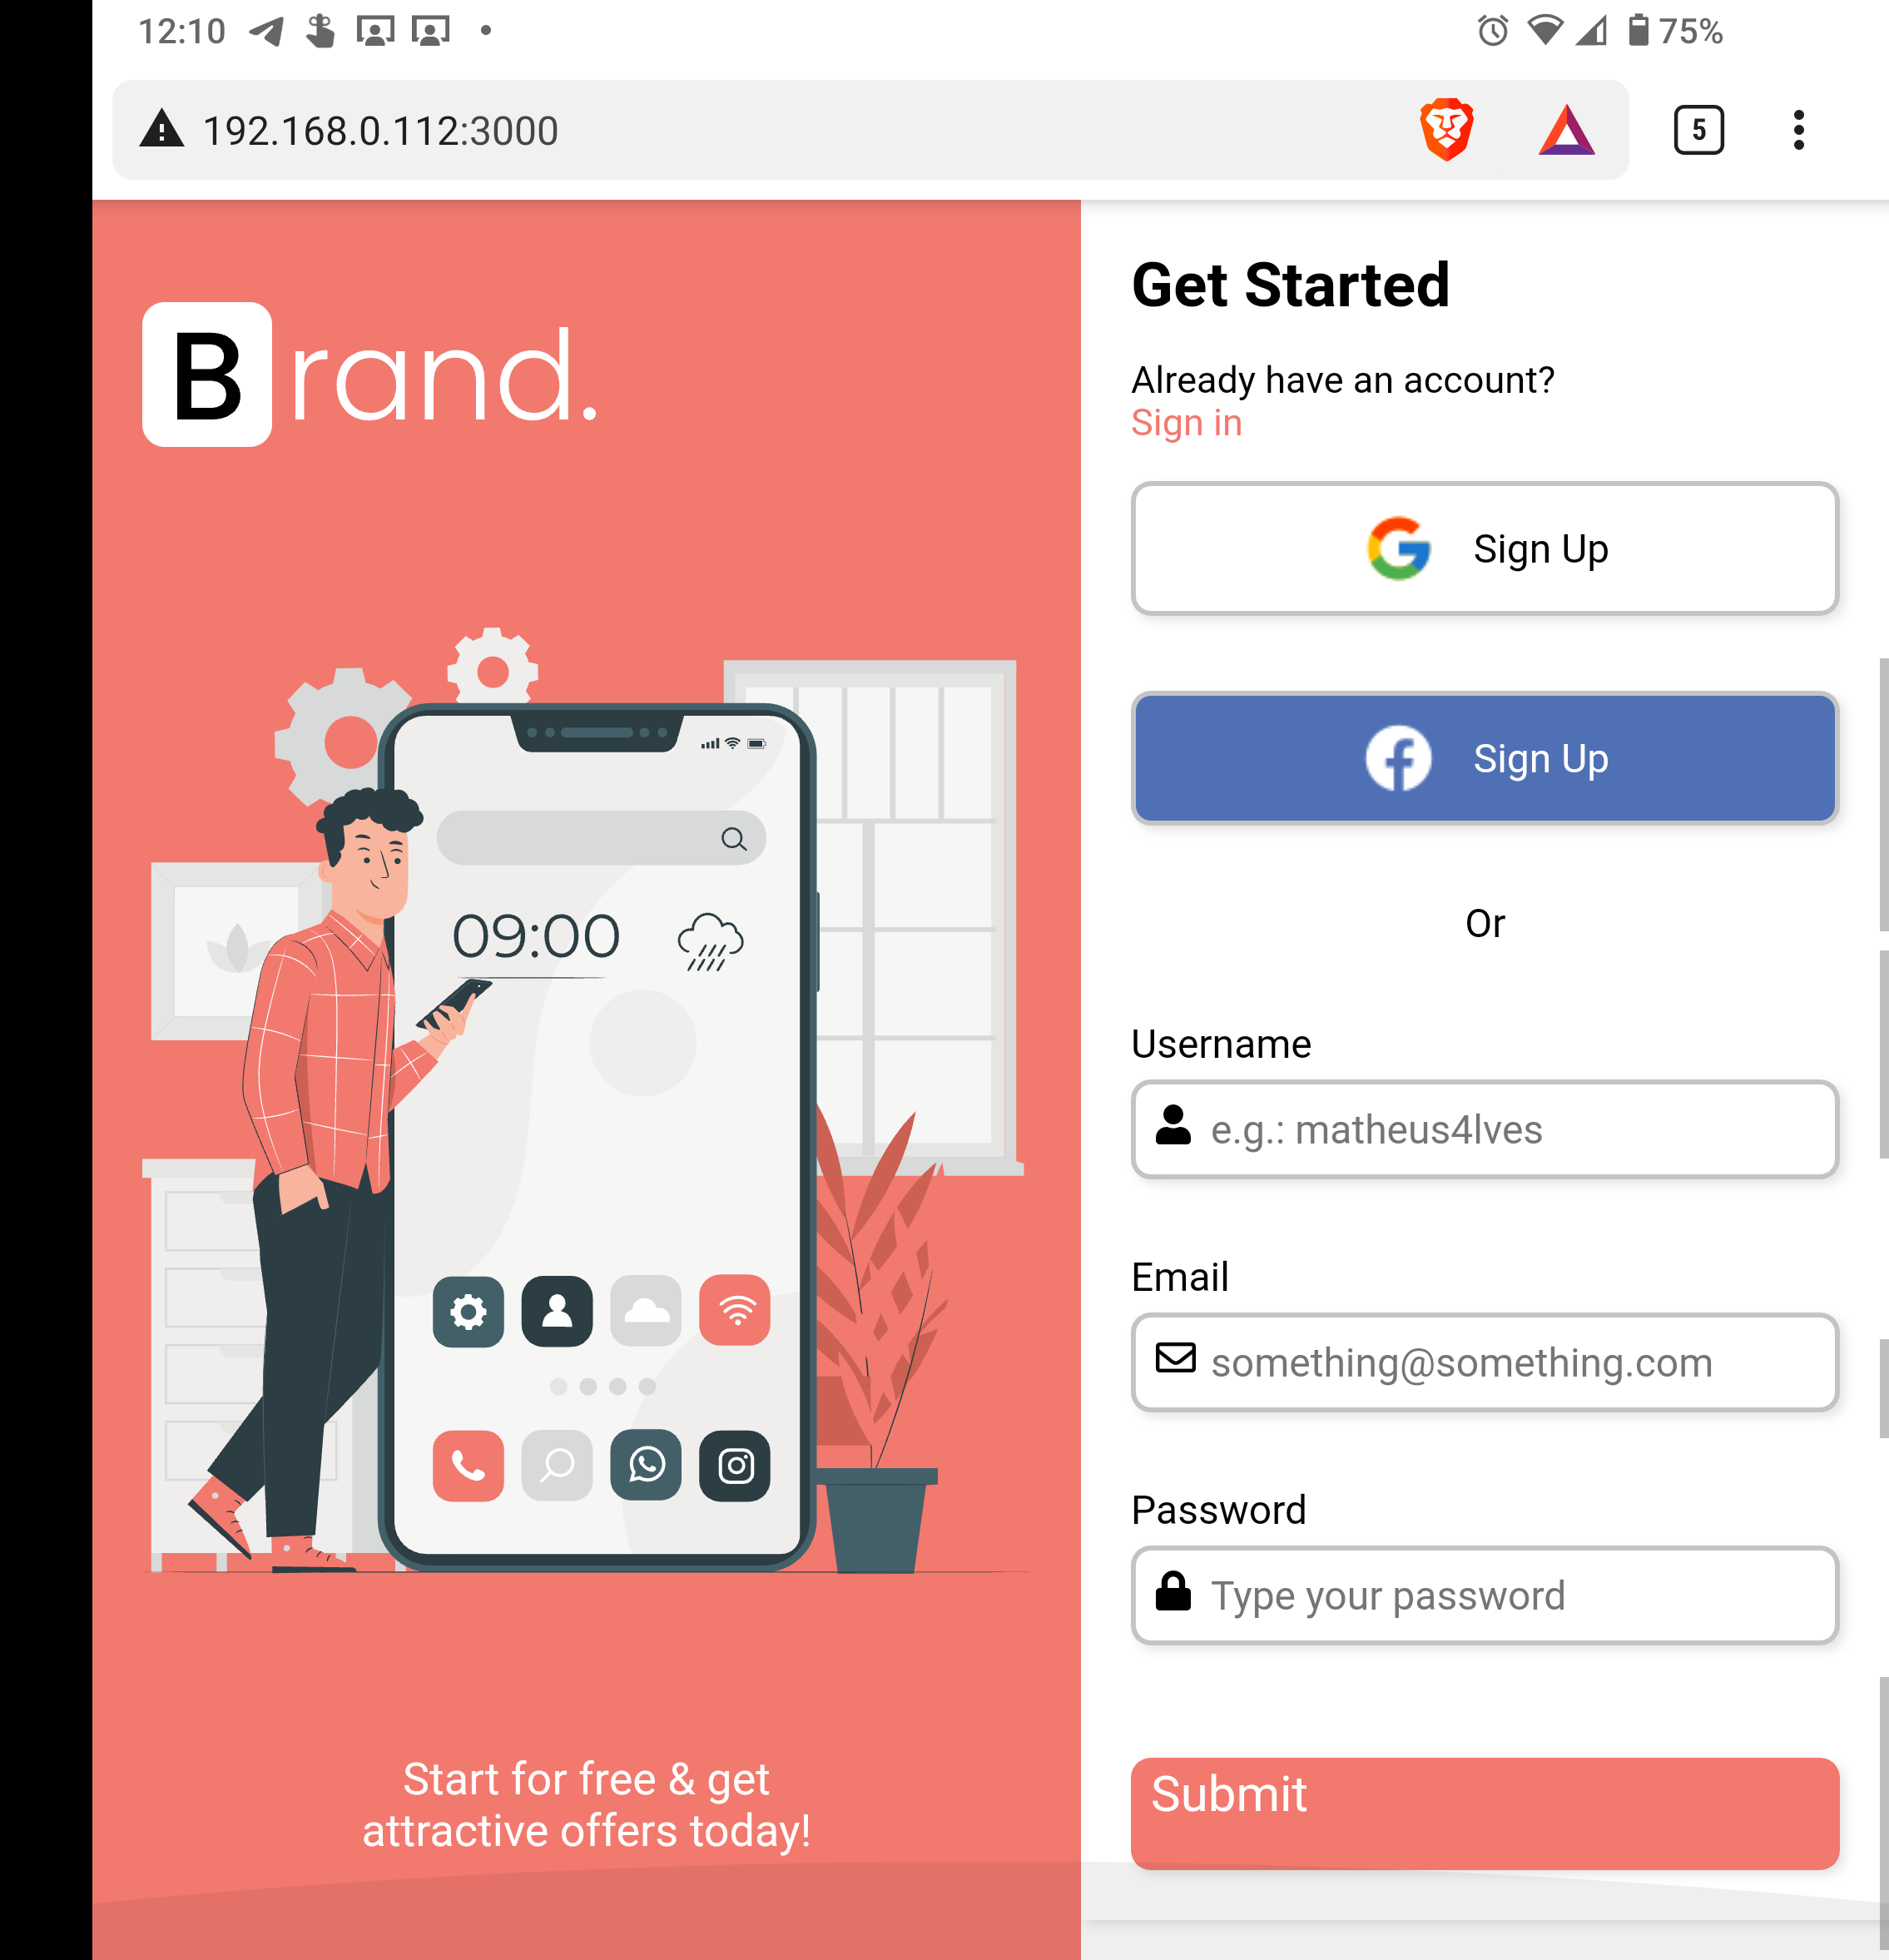 12:10
75%
192.168.0.112:3000
5
Brand.
09:00
Start for free & get
attractive offers today!
Get Started
Already have an account?
Sign in
Sign Up
Sign Up
Or
Username
e.g.: matheus4lves
Email
something@something.com
Password
Type your password
Submit